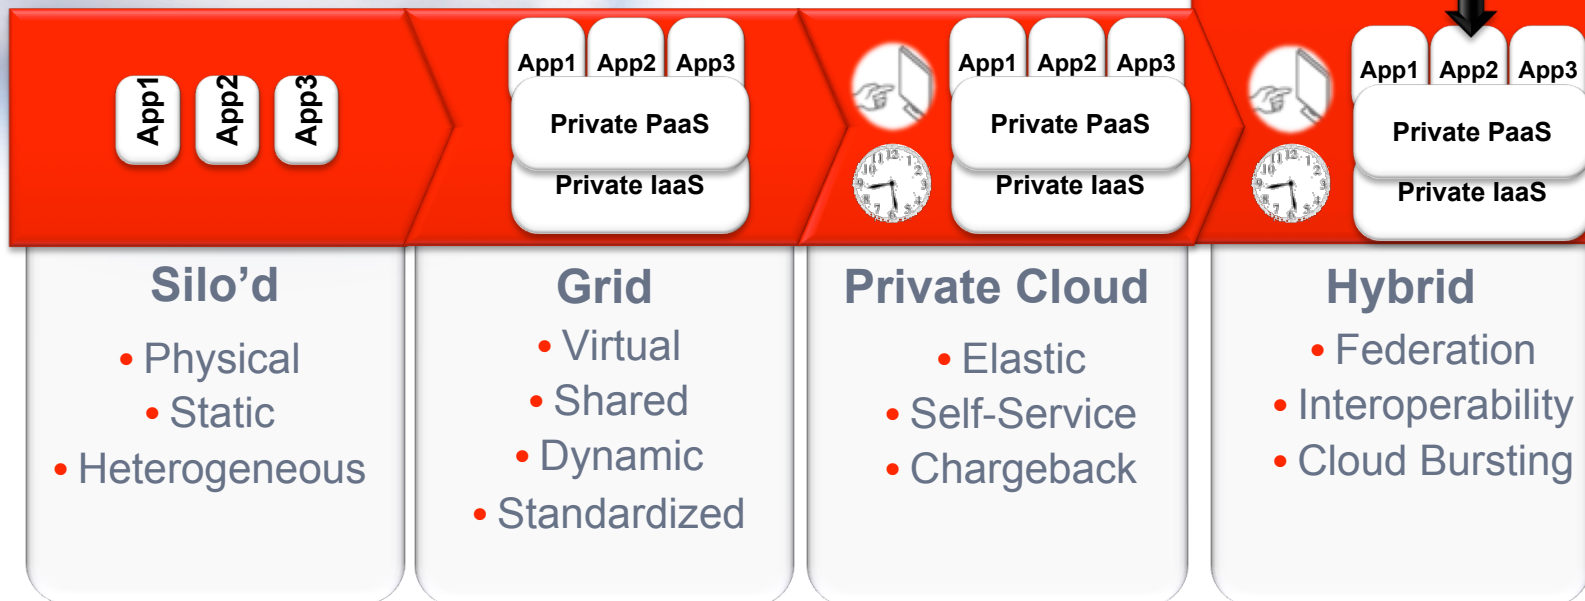 App1
App2
App3
App1 App2 App3
Private PaaS
Private IaaS
App1 App2 App3
Private PaaS
Private IaaS
App1 App2 App3
Private PaaS
Private IaaS
Silo’d
• Physical
• Static
• Heterogeneous
Grid
• Virtual
• Shared
• Dynamic
• Standardized
Private Cloud
• Elastic
• Self-Service
• Chargeback
Hybrid
• Federation
• Interoperability
• Cloud Bursting